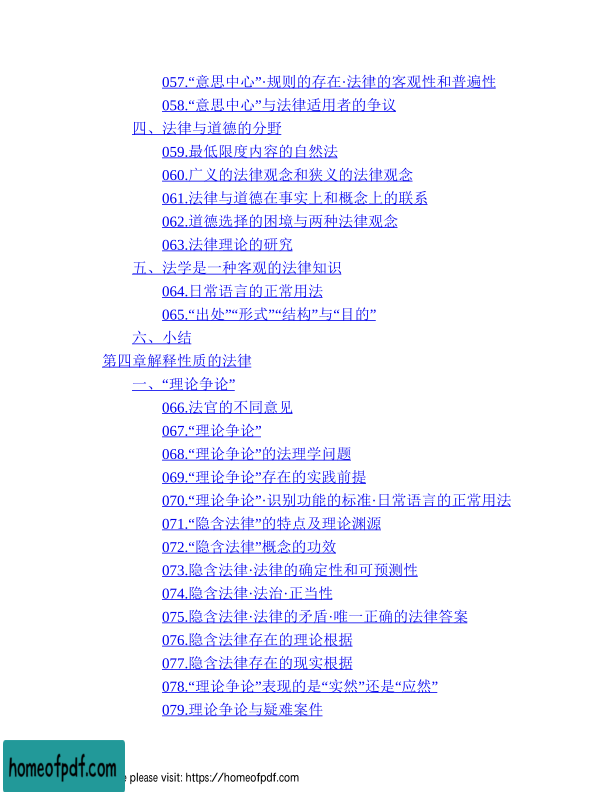 057.“意思中心”·规则的存在·法律的客观性和普遍性
058.“意思中心”与法律适用者的争议
四、法律与道德的分野
059.最低限度内容的自然法
060.广义的法律观念和狭义的法律观念
061.法律与道德在事实上和概念上的联系
062.道德选择的困境与两种法律观念
063.法律理论的研究
五、法学是一种客观的法律知识
064.日常语言的正常用法
065.“出处”“形式”“结构”与“目的”
六、小结
第四章解释性质的法律
一、“理论争论”
066.法官的不同意见
067.“理论争论”
068.“理论争论”的法理学问题
069.“理论争论”存在的实践前提
070.“理论争论”·识别功能的标准·日常语言的正常用法
071.“隐含法律”的特点及理论渊源
072.“隐含法律”概念的功效
073.隐含法律·法律的确定性和可预测性
074.隐含法律·法治·正当性
075.隐含法律·法律的矛盾·唯一正确的法律答案
076.隐含法律存在的理论根据
077.隐含法律存在的现实根据
078.“理论争论”表现的是“实然”还是“应然”
079.理论争论与疑难案件
homeofpdf.com
please visit: https://homeofpdf.com